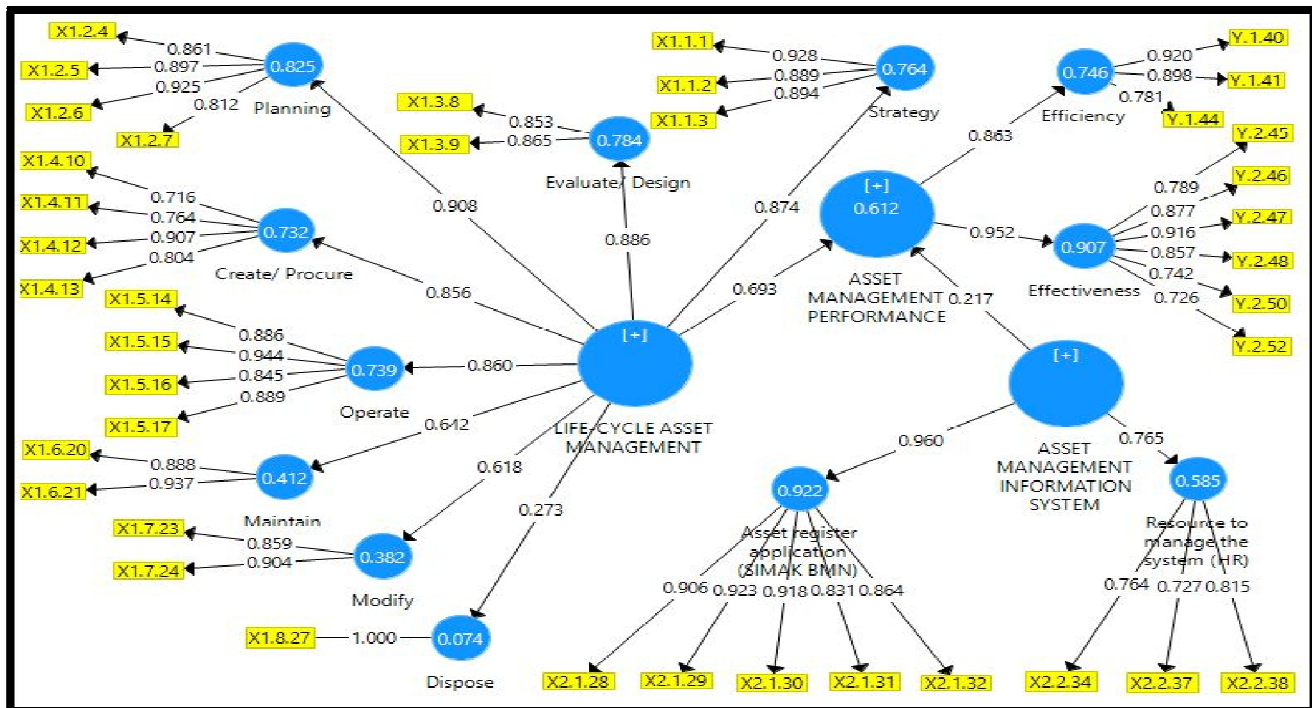 X1.2.4
X1.2.5
X1.2.6
X1.2.7
0.861
0.897
0.925
0.812
0.825
Planning
X1.4.10
X1.4.11
X1.4.12
X1.4.13
0.716
0.764
0.907
0.804
0.732
Create/ Procure
X1.5.14
X1.5.15
X1.5.16
X1.5.17
0.886
0.944
0.845
0.889
0.739
Operate
X1.6.20
X1.6.21
0.888
0.937
0.412
Maintain
X1.7.23
X1.7.24
0.859
0.904
0.382
Modify
X1.8.27
1.000
0.074
Dispose
X1.3.8
X1.3.9
0.853
0.865
0.784
Evaluate/ Design
X1.1.1
X1.1.2
X1.1.3
0.928
0.889
0.894
0.764
Strategy
0.908
0.856
0.860
0.642
0.618
0.273
0.886
0.874
0.693
[+]
LIFE-CYCLE ASSET
MANAGEMENT
[+]
0.612
ASSET
MANAGEMENT
PERFORMANCE
0.863
0.952
0.217
0.746
Efficiency
0.920
0.898
0.781
Y.1.40
Y.1.41
Y.1.44
0.907
Effectiveness
0.789
0.877
0.916
0.857
0.742
0.726
Y.2.45
Y.2.46
Y.2.47
Y.2.48
Y.2.50
Y.2.52
[+]
ASSET
MANAGEMENT
INFORMATION
SYSTEM
0.960
0.765
0.922
Asset register
application
(SIMAK BMN)
0.906
0.923
0.918
0.831
0.864
X2.1.28
X2.1.29
X2.1.30
X2.1.31
X2.1.32
0.585
Resource to
manage the
system (HR)
0.764
0.727
0.815
X2.2.34
X2.2.37
X2.2.38